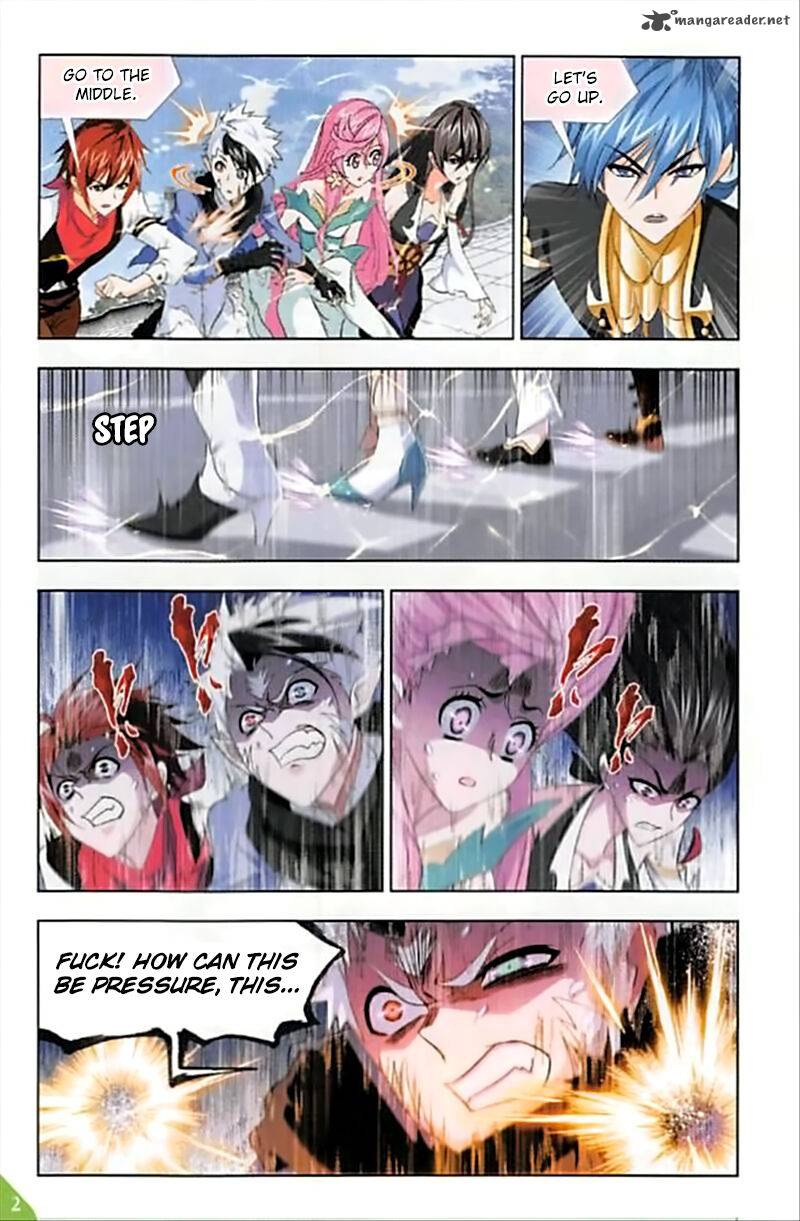 mangareader.net
GO TO THE
MIDDLE.
LET'S
GO UP.
STEP
!! !! !! !!
FUCK! HOW CAN THIS
BE PRESSURE, THIS...
2